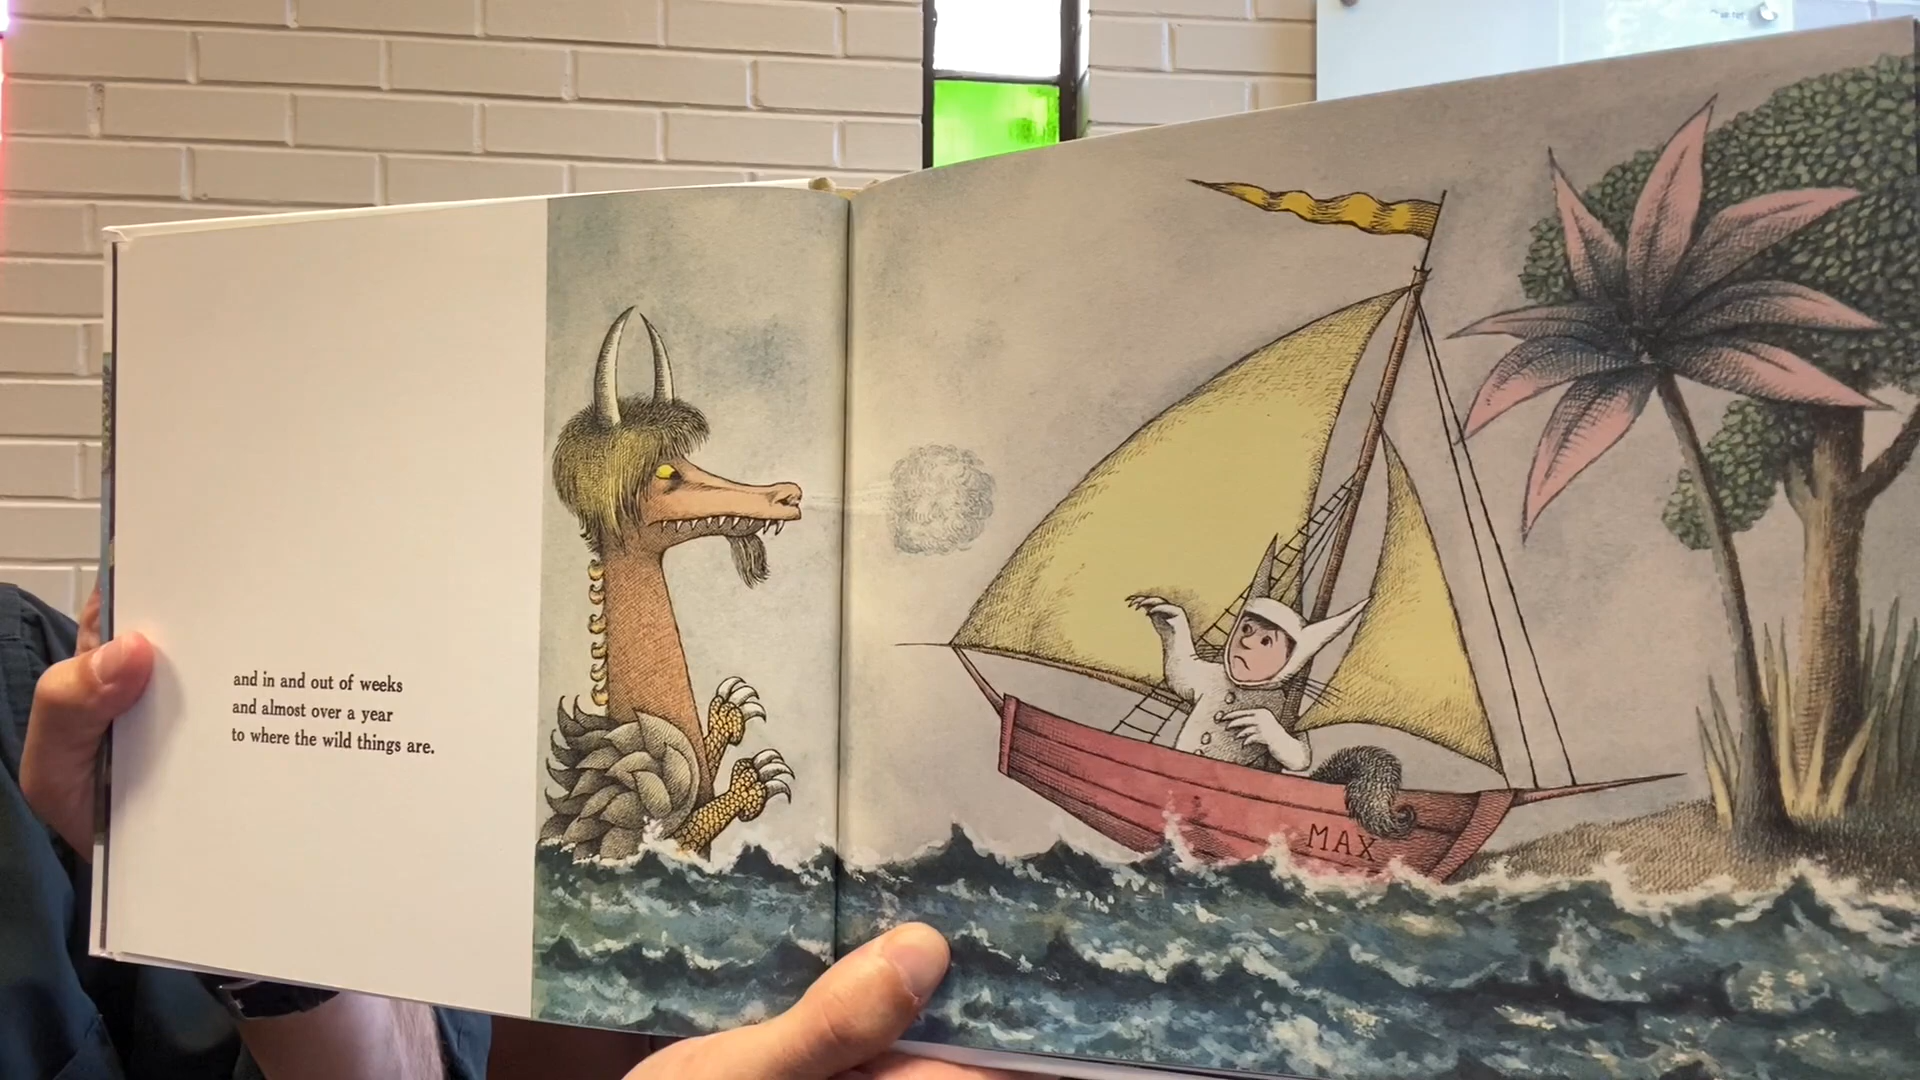 and in and out of weeks
and almost over a year
to where the wild things are.
MAX